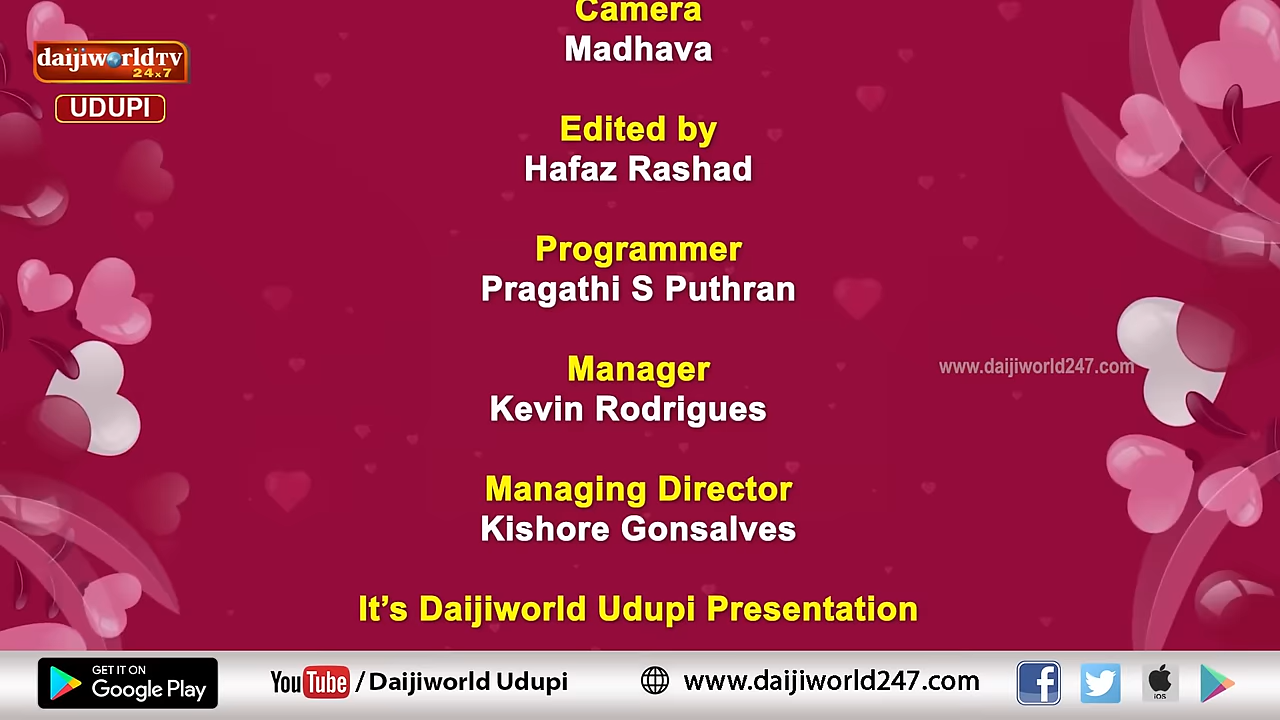 Camera
Madhava
daijiworldTV
24x7
UDUPI
Edited by
Hafaz Rashad
Programmer
Pragathi S Puthran
Manager
Kevin Rodrigues
www.daijiworld247.com
Managing Director
Kishore Gonsalves
It’s Daijiworld Udupi Presentation
GET IT ON
Google Play
YouTube /Daijiworld Udupi
www.daijiworld247.com
f
iOS